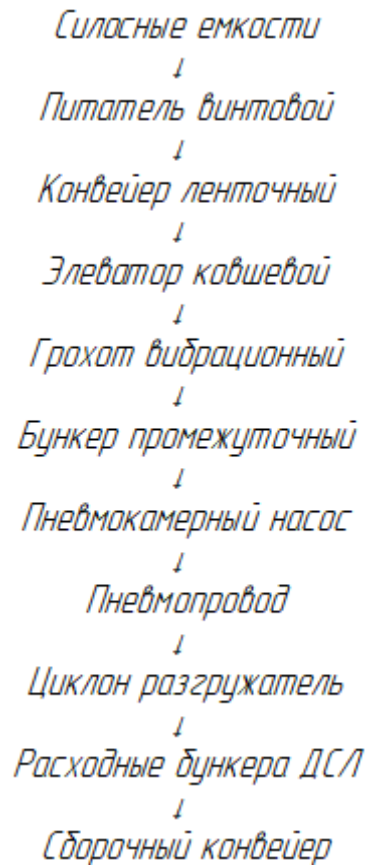 Силосные емкости
↓
Питатель винтовой
↓
Конвейер ленточный
↓
Элеватор ковшевой
↓
Грохот вибрационный
↓
Бункер промежуточный
↓
Пневмокамерный насос
↓
Пневмопровод
↓
Циклон разгружатель
↓
Расходные бункера ДСЛ
↓
Сборочный конвейер